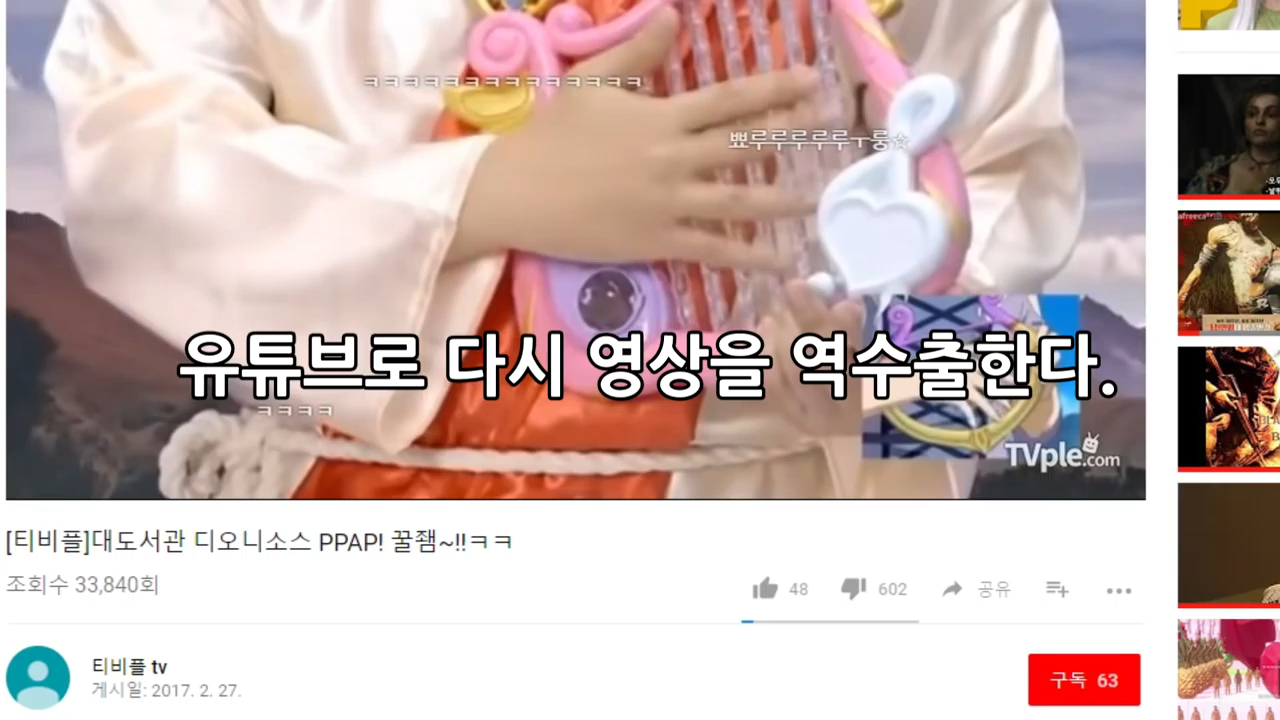 ㅋㅋㅋㅋㅋㅋㅋㅋㅋㅋㅋㅋㅋㅋ
뾰루루루루루ㅜ룽☆
유튜브로 다시 영상을 역수출한다.
ㅋㅋㅋㅋ
TVple.com
[티비플]대도서관 디오니소스 PPAP! 꿀잼~!!ㅋㅋ
조회수 33,840회
48
602
공유
티비플 tv
게시일: 2017. 2. 27.
구독 63